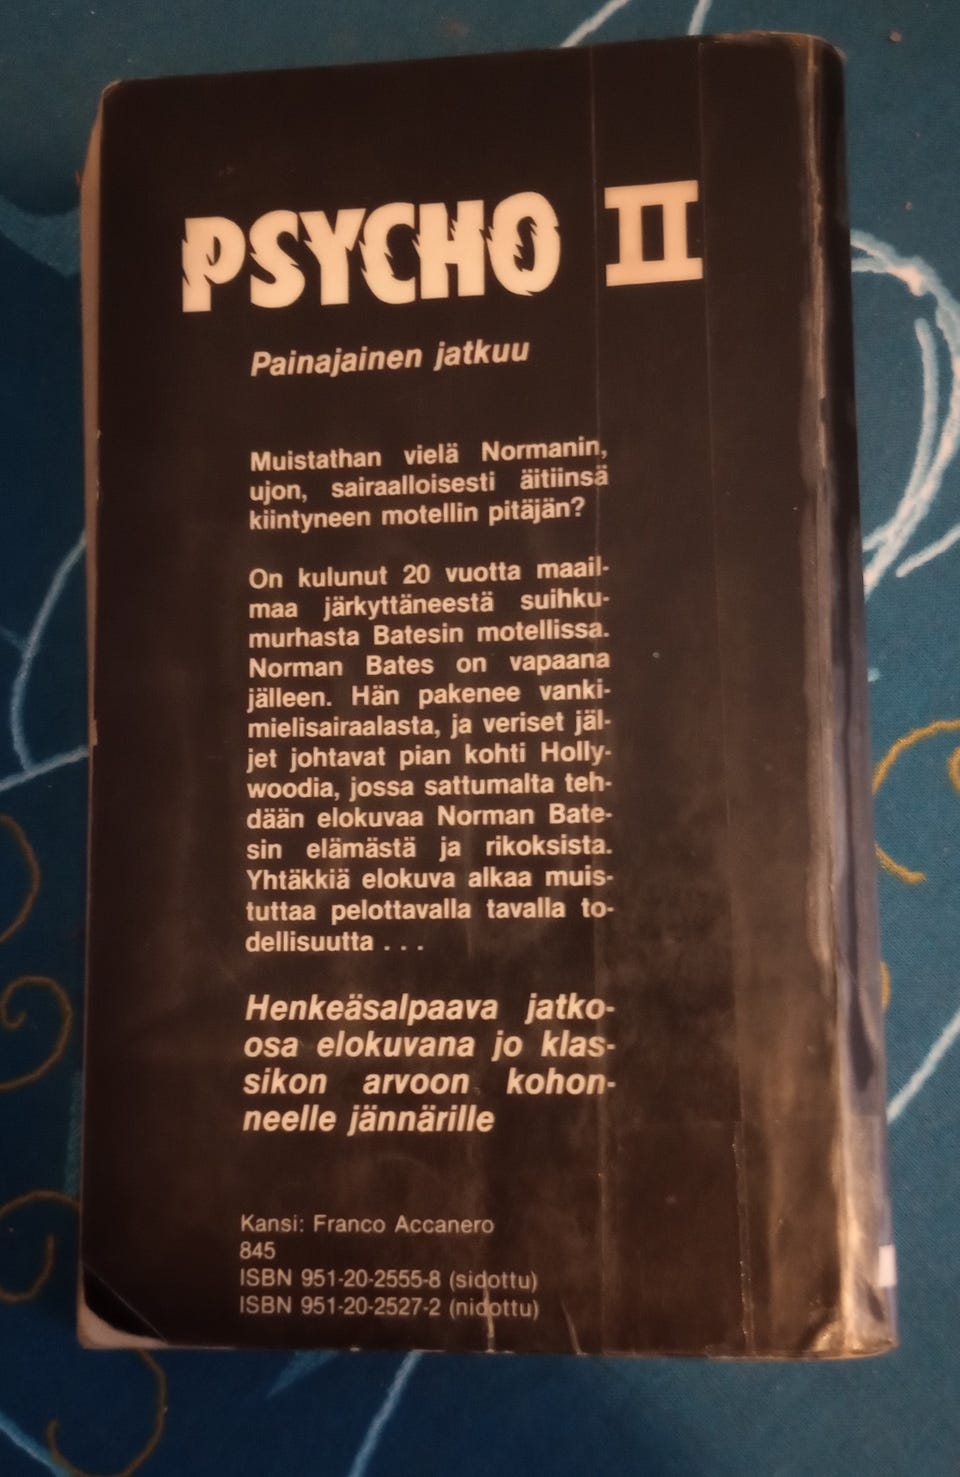 PSYCHO II
Painajainen jatkuu
Muistathan vielä Normanin,
ujon, sairaalloisesti äitiinsä
kiintyneen motellin pitäjän?
On kulunut 20 vuotta maail-
maa järkyttäneestä suihku-
murhasta Batesin motellissa.
Norman Bates on vapaana
jälleen. Hän pakenee vanki-
mielisairaalasta, ja veriset jäl-
jet johtavat pian kohti Holly-
woodia, jossa sattumalta teh-
dään elokuvaa Norman Bate-
sin elämästä ja rikoksista.
Yhtäkkiä elokuva alkaa muis-
tuttaa pelottavalla tavalla to-
dellisuutta . . .
Henkeäsalpaava jatko-
osa elokuvana jo klas-
sikon arvoon kohon-
neelle jännärille
Kansi: Franco Accanero
845
ISBN 951-20-2555-8 (sidottu)
ISBN 951-20-2527-2 (nidottu)